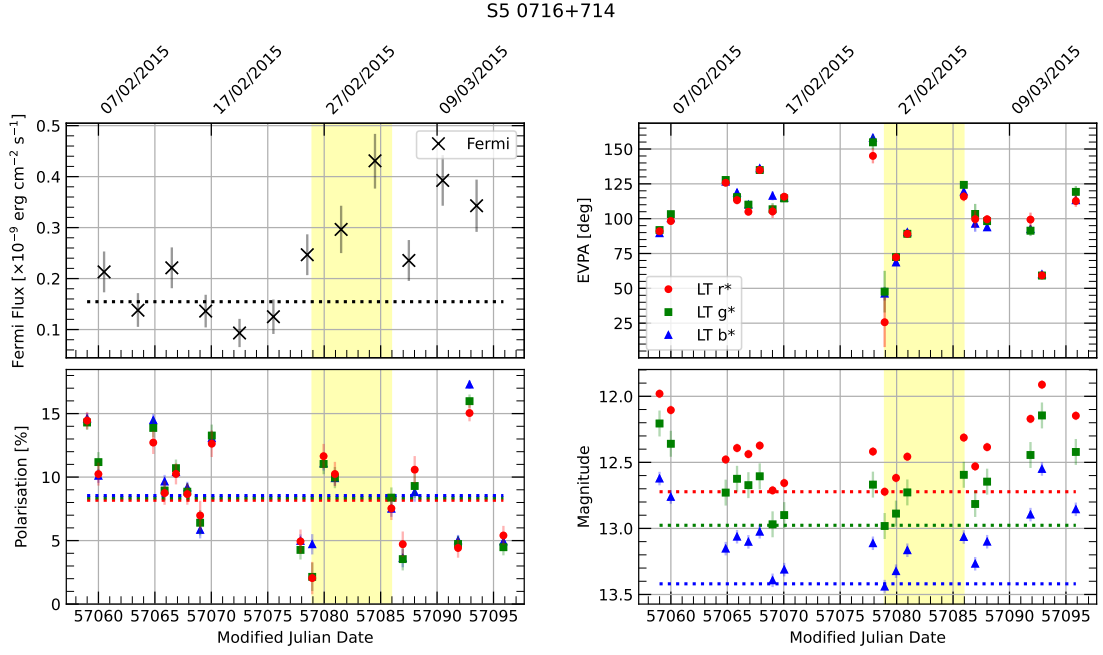 S5 0716+714
07/02/2015 17/02/2015 27/02/2015 09/03/2015
07/02/2015 17/02/2015 27/02/2015 09/03/2015
Fermi Flux [×10⁻⁹ erg cm⁻² s⁻¹]
0.5
0.4
0.3
0.2
0.1
Fermi
EVPA [deg]
150
125
100
75
50
25
LT r*
LT g*
LT b*
Polarisation [%]
15
10
5
0
57060 57065 57070 57075 57080 57085 57090 57095
Modified Julian Date
Magnitude
12.0
12.5
13.0
13.5
57060 57065 57070 57075 57080 57085 57090 57095
Modified Julian Date